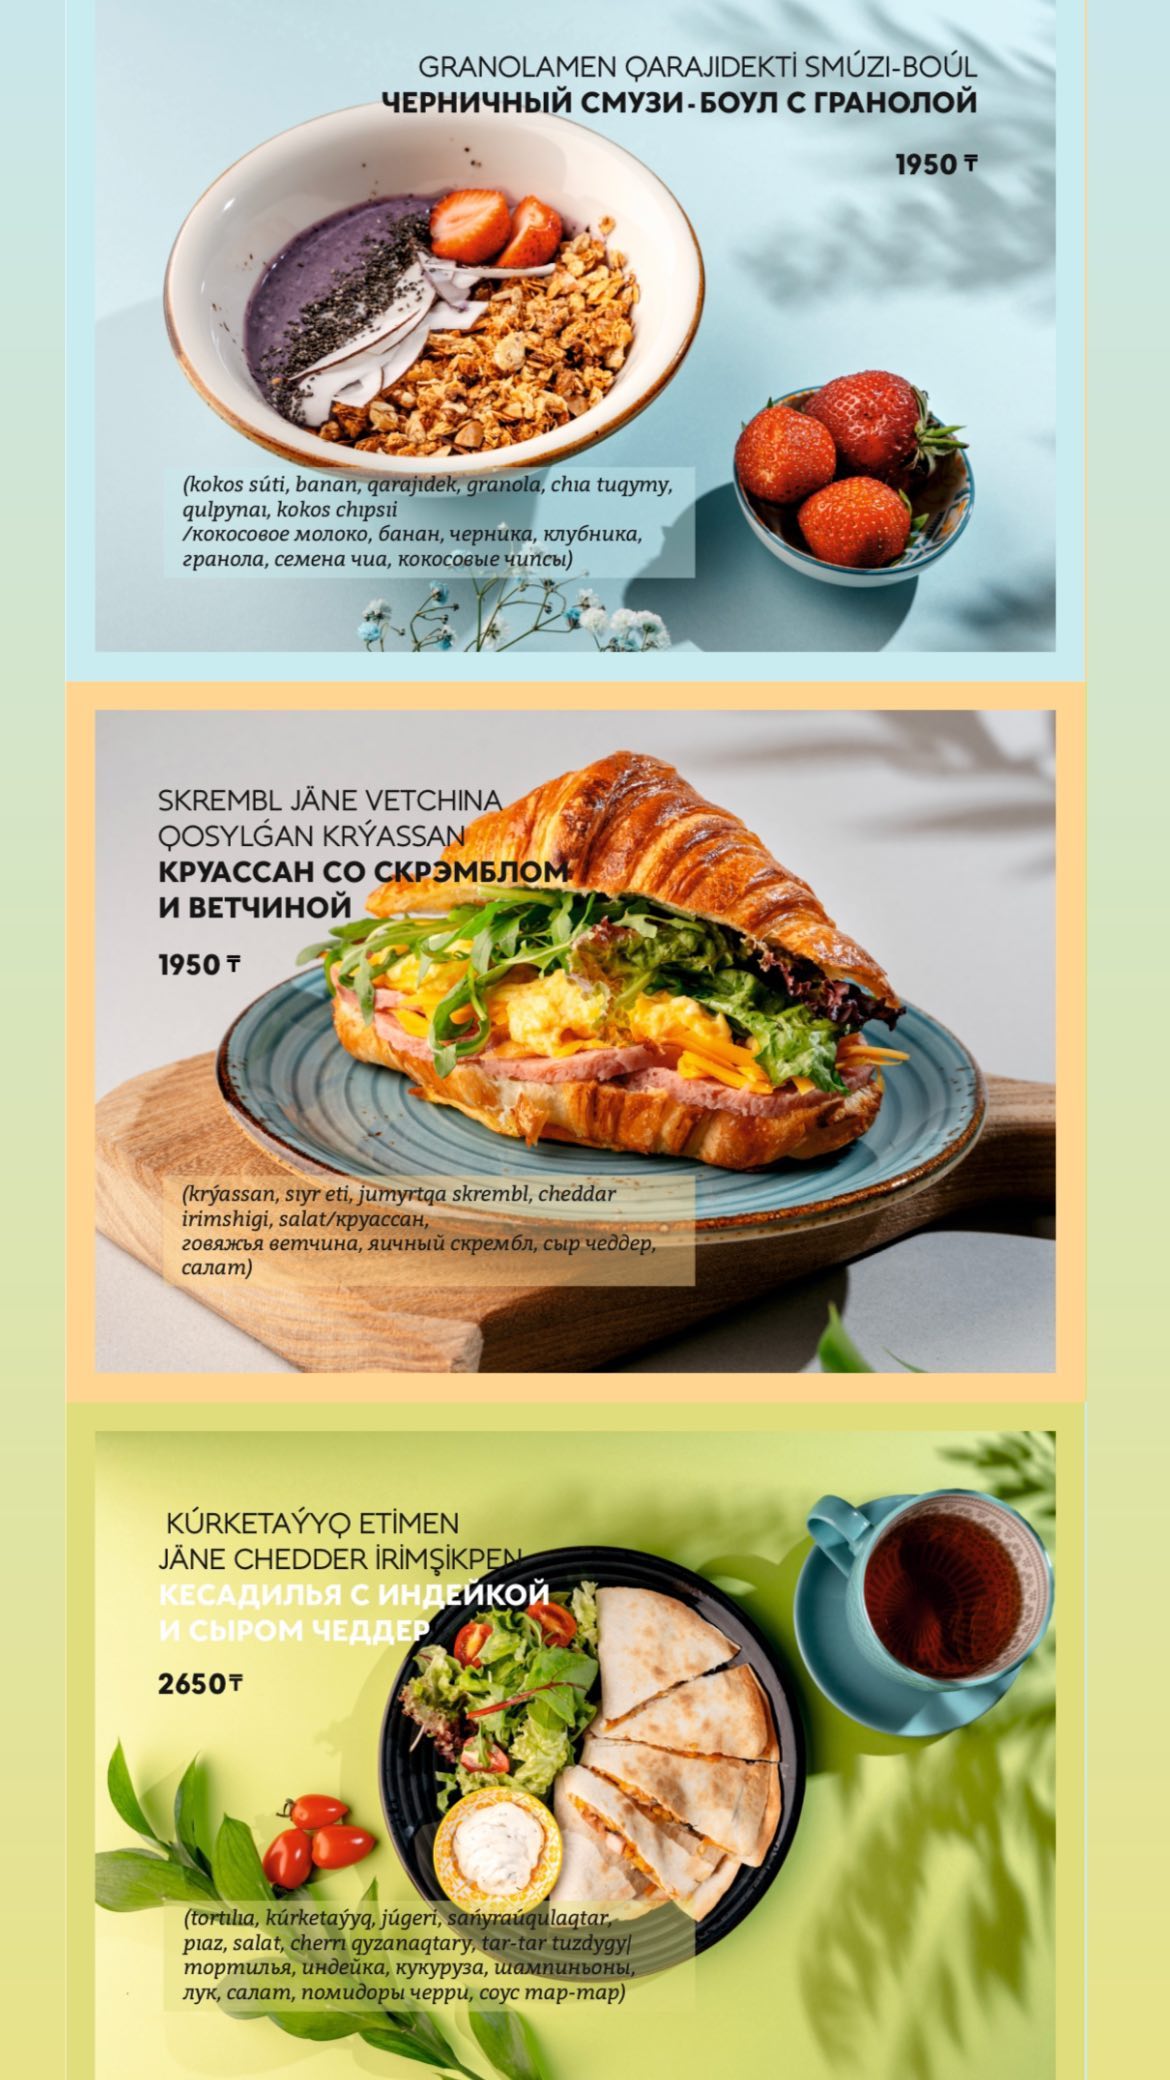 GRANOLAMEN QARAJIDEKTİ SMÚZI-BOÚL
ЧЕРНИЧНЫЙ СМУЗИ-БОУЛ С ГРАНОЛОЙ
1950 ₸
(kokos súti, banan, qarajıdek, granola, chıa tuqymy,
qulpynaı, kokos chıpsıi
/кокосовое молоко, банан, черника, клубника,
гранола, семена чиа, кокосовые чипсы)
SKREMBL JÄNE VETCHINA
QOSYLǴAN KRÝASSAN
КРУАССАН СО СКРЭМБЛОМ
И ВЕТЧИНОЙ
1950 ₸
(krýassan, sıyr eti, jumyrtqa skrembl, cheddar
irimshigi, salat/круассан,
говяжья ветчина, яичный скрембл, сыр чеддер,
салат)
KÚRKETAÝYQ ETİMEN
JÄNE CHEDDER İRİMŞİKPEN
КЕСАДИЛЬЯ С ИНДЕЙКОЙ
И СЫРОМ ЧЕДДЕР
2650₸
(tortılıa, kúrketaýyq, júgeri, sańyraúqulaqtar,
pıaz, salat, cherrı qyzanaqtary, tar-tar tuzdygy|
тортилья, индейка, кукуруза, шампиньоны,
лук, салат, помидоры черри, соус тар-тар)